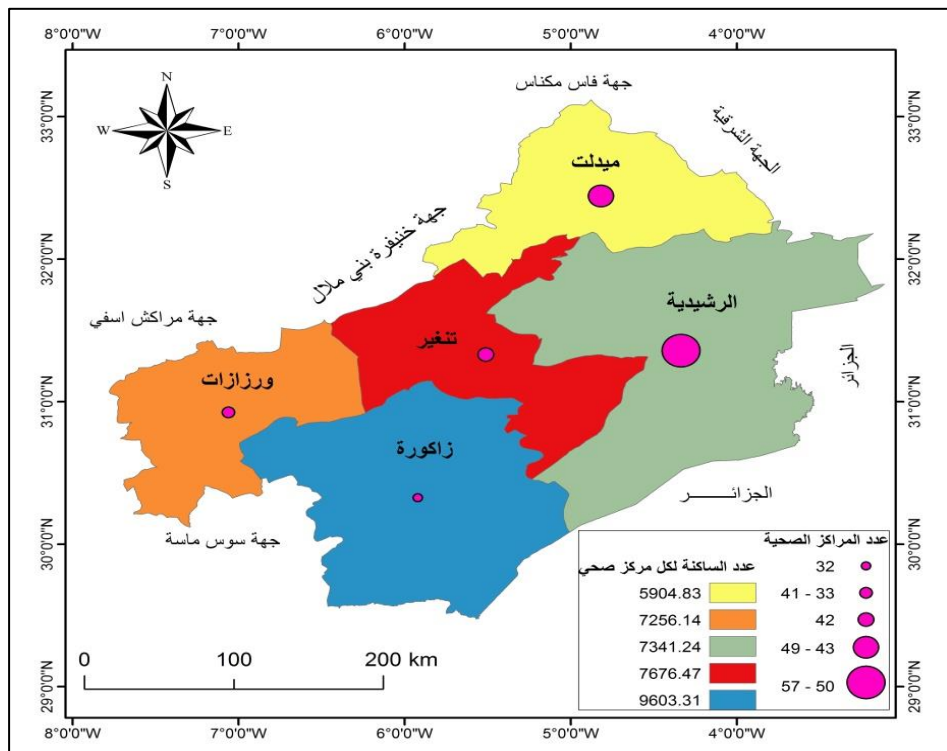 8°0'0"W 7°0'0"W 6°0'0"W 5°0'0"W 4°0'0"W
33°0'0"N
32°0'0"N
31°0'0"N
30°0'0"N
29°0'0"N
N
W E
S
جهة فاس مكناس
الجهة الشرقية
ميدلت
جهة خنيفرة بني ملال
الرشيدية
جهة مراكش اسفي
تنغير
الجزائر
ورزازات
زاكورة
الجزائـــــر
جهة سوس ماسة
عدد المراكز الصحية
32
41 - 33
42
49 - 43
57 - 50
عدد الساكنة لكل مركز صحي
5904.83
7256.14
7341.24
7676.47
9603.31
0 100 200 km
33°0'0"N
32°0'0"N
31°0'0"N
30°0'0"N
29°0'0"N
8°0'0"W 7°0'0"W 6°0'0"W 5°0'0"W 4°0'0"W